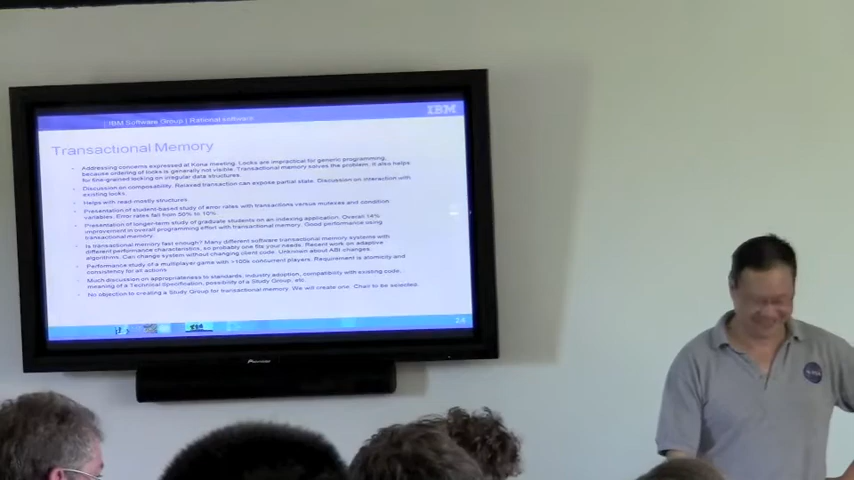 IBM Software Group | Rational software
IBM
Transactional Memory
Addressing concerns expressed at Kona meeting. Locks are impractical for generic programming,
because ordering of locks is generally not visible. Transactional memory solves the problem. It also helps
for fine-grained locking on irregular data structures.
Discussion on composability. Relaxed transaction can expose partial state. Discussion on interaction with
existing locks.
Helps with read-mostly structures.
Presentation of student-based study of error rates with transactions versus mutexes and condition
variables. Error rates fall from 50% to 10%.
Presentation of longer-term study of graduate students on an indexing application. Overall 14%
improvement in overall programming effort with transactional memory. Good performance using
transactional memory.
Is transactional memory fast enough? Many different software transactional memory systems with
different performance characteristics, so probably one fits your needs. Recent work on adaptive
algorithms. Can change system without changing client code. Unknown about ABI changes.
Performance study of a multiplayer game with >100s concurrent players. Requirement is atomicity and
consistency for all actions
Much discussion on appropriateness to standards, industry adoption, compatibility with existing code,
meaning of a Technical Specification, possibility of a Study Group, etc.
No objection to creating a Study Group for transactional memory. We will create one. Chair to be selected.
24
Pioneer
NASA